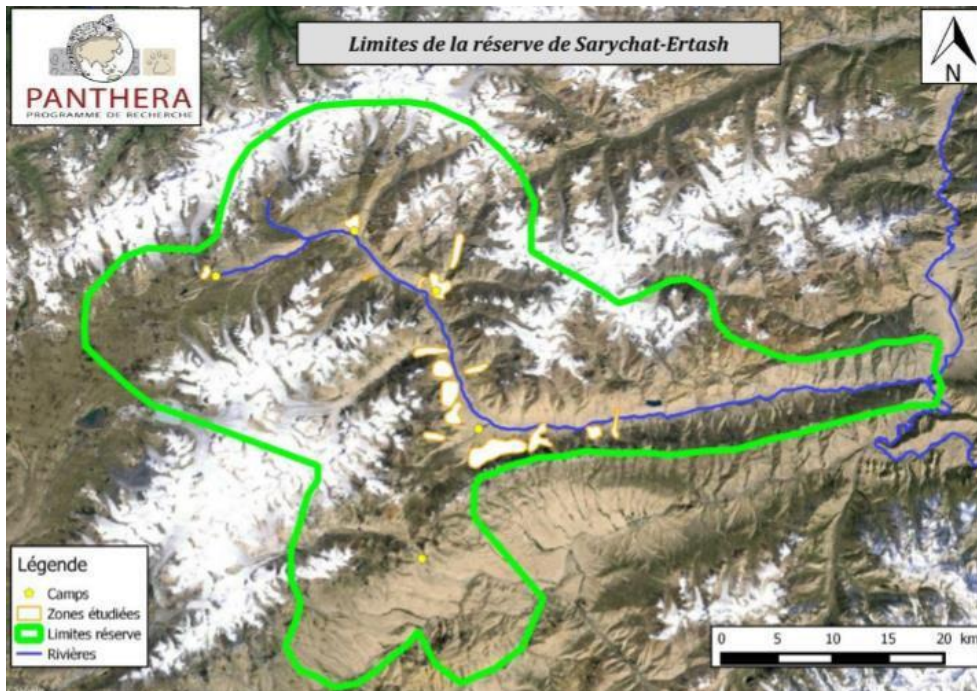 Limites de la réserve de Sarychat-Ertash
PANTHERA
PROGRAMME DE RECHERCHE
N
Légende
Camps
Zones étudiées
Limites réserve
Rivières
0 5 10 15 20 km